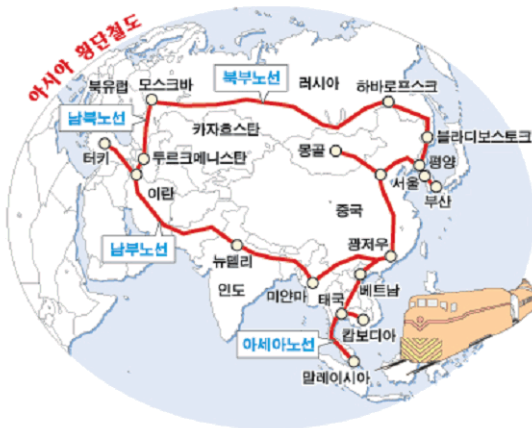 아시아 횡단철도
북유럽
모스크바
북부노선
러시아
하바로프스크
남북노선
카자흐스탄
블라디보스토크
터키
투르크메니스탄
몽골
평양
이란
서울
부산
중국
남부노선
광저우
뉴델리
인도
미얀마
베트남
태국
캄보디아
아세아노선
말레이시아